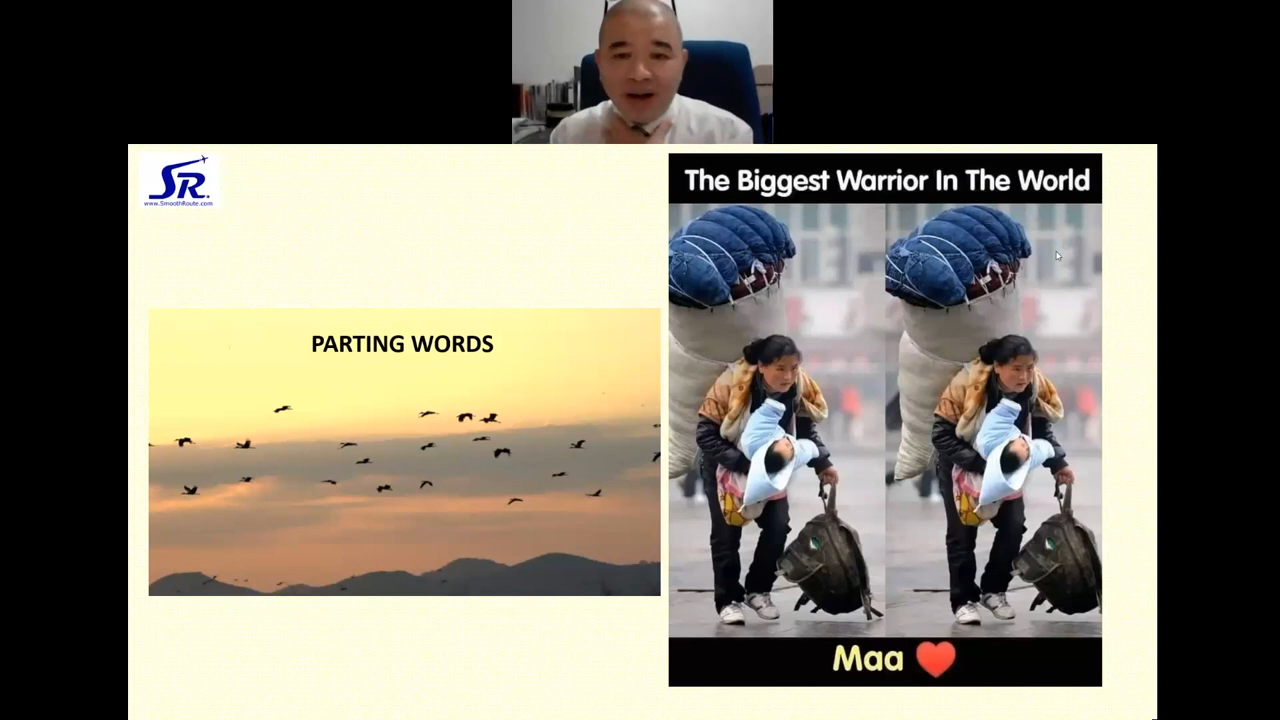 SR.
www.SmoothRoute.com
PARTING WORDS
The Biggest Warrior In The World
Maa